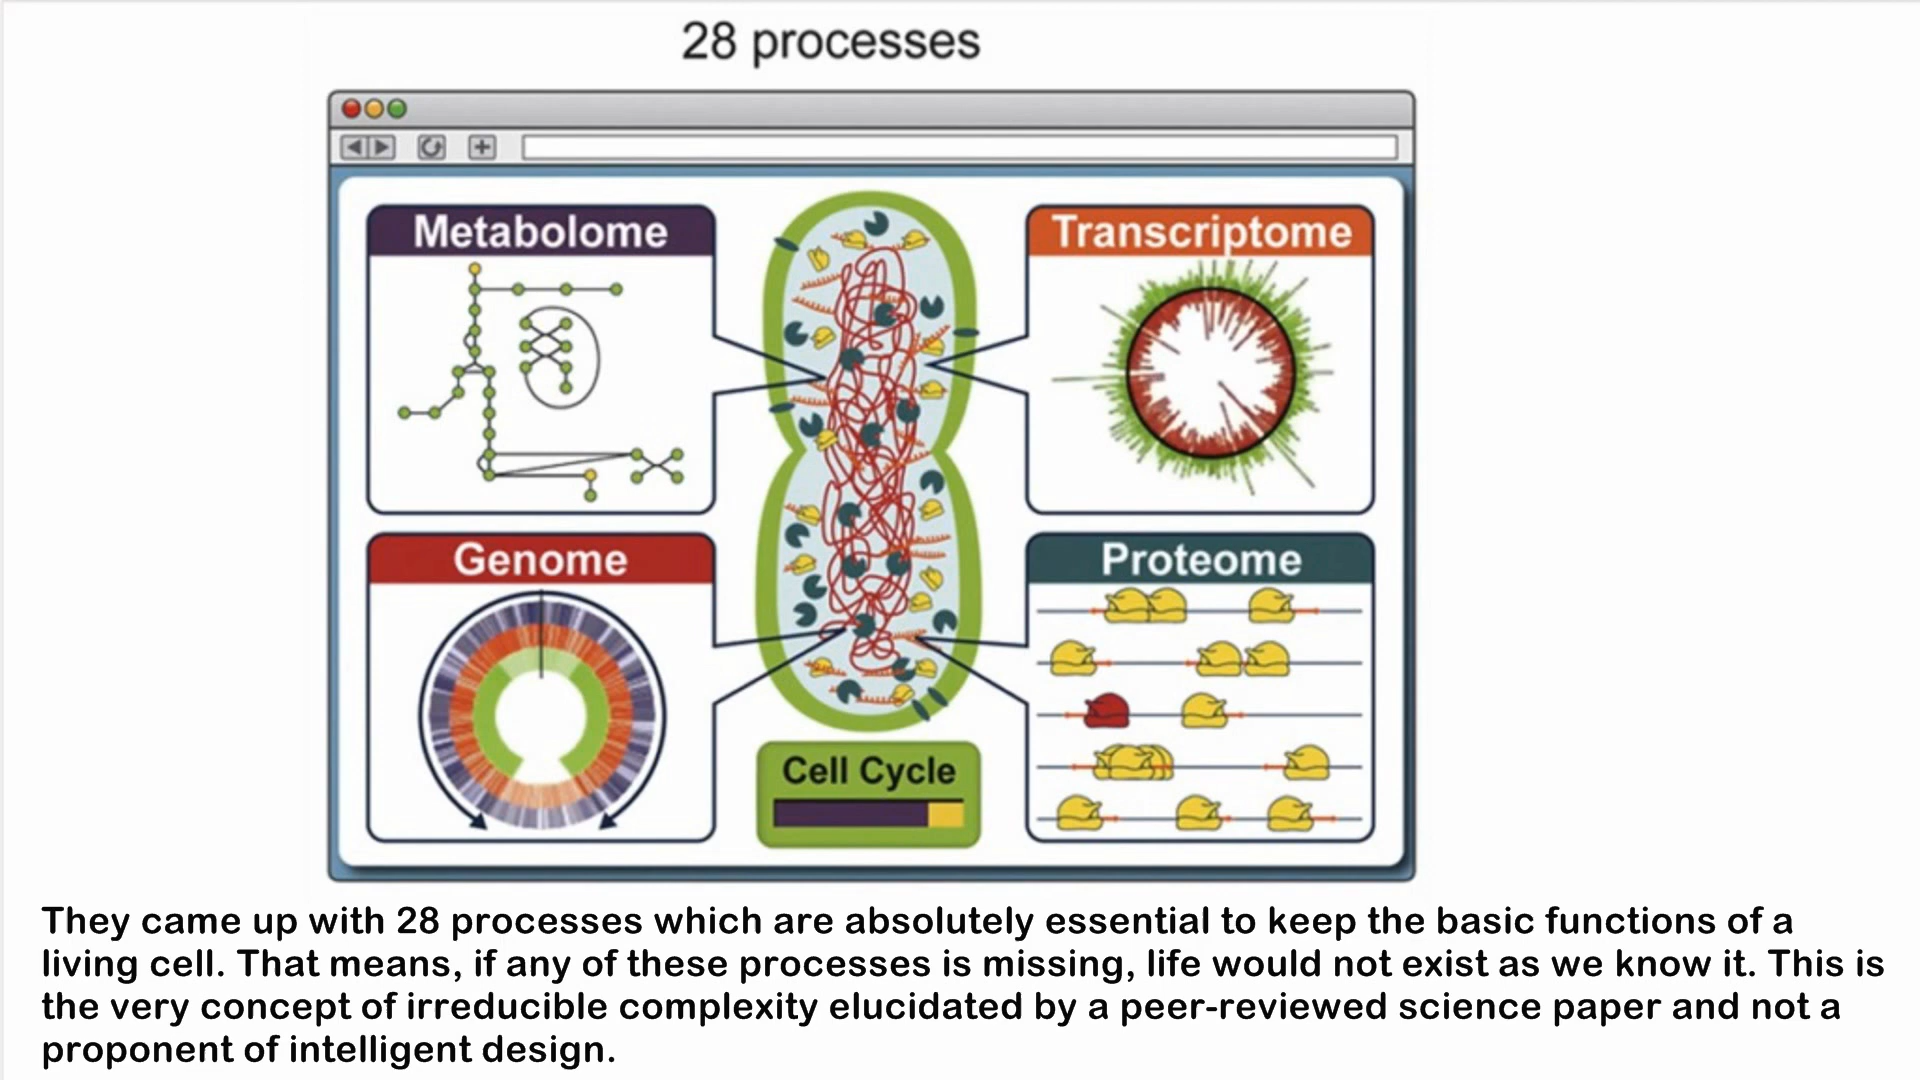 28 processes
Metabolome
Transcriptome
Genome
Proteome
Cell Cycle
They came up with 28 processes which are absolutely essential to keep the basic functions of a
living cell. That means, if any of these processes is missing, life would not exist as we know it. This is
the very concept of irreducible complexity elucidated by a peer-reviewed science paper and not a
proponent of intelligent design.